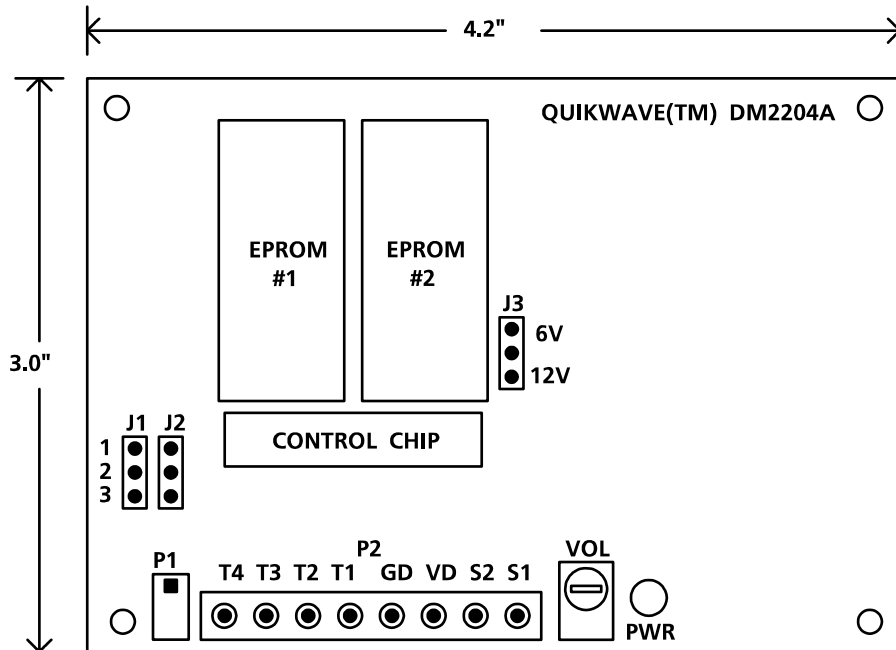 4.2"
QUIKWAVE(TM) DM2204A
EPROM
#1
EPROM
#2
J3
6V
12V
3.0"
J1 J2
1
2
3
CONTROL CHIP
P1
P2
T4 T3 T2 T1 GD VD S2 S1
VOL
PWR